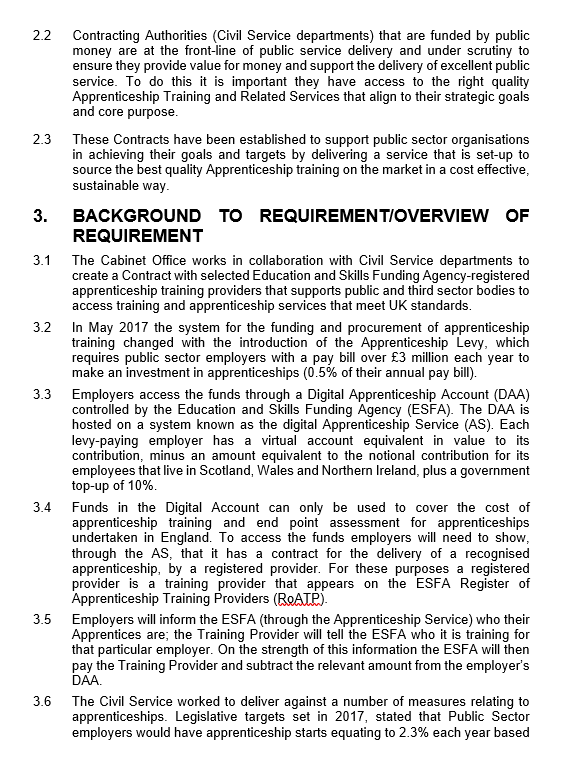 2.2 Contracting Authorities (Civil Service departments) that are funded by public
money are at the front-line of public service delivery and under scrutiny to
ensure they provide value for money and support the delivery of excellent public
service. To do this it is important they have access to the right quality
Apprenticeship Training and Related Services that align to their strategic goals
and core purpose.
2.3 These Contracts have been established to support public sector organisations
in achieving their goals and targets by delivering a service that is set-up to
source the best quality Apprenticeship training on the market in a cost effective,
sustainable way.
3. BACKGROUND TO REQUIREMENT/OVERVIEW OF
REQUIREMENT
3.1 The Cabinet Office works in collaboration with Civil Service departments to
create a Contract with selected Education and Skills Funding Agency-registered
apprenticeship training providers that supports public and third sector bodies to
access training and apprenticeship services that meet UK standards.
3.2 In May 2017 the system for the funding and procurement of apprenticeship
training changed with the introduction of the Apprenticeship Levy, which
requires public sector employers with a pay bill over £3 million each year to
make an investment in apprenticeships (0.5% of their annual pay bill).
3.3 Employers access the funds through a Digital Apprenticeship Account (DAA)
controlled by the Education and Skills Funding Agency (ESFA). The DAA is
hosted on a system known as the digital Apprenticeship Service (AS). Each
levy-paying employer has a virtual account equivalent in value to its
contribution, minus an amount equivalent to the notional contribution for its
employees that live in Scotland, Wales and Northern Ireland, plus a government
top-up of 10%.
3.4 Funds in the Digital Account can only be used to cover the cost of
apprenticeship training and end point assessment for apprenticeships
undertaken in England. To access the funds employers will need to show,
through the AS, that it has a contract for the delivery of a recognised
apprenticeship, by a registered provider. For these purposes a registered
provider is a training provider that appears on the ESFA Register of
Apprenticeship Training Providers (RoATP).
3.5 Employers will inform the ESFA (through the Apprenticeship Service) who their
Apprentices are; the Training Provider will tell the ESFA who it is training for
that particular employer. On the strength of this information the ESFA will then
pay the Training Provider and subtract the relevant amount from the employer's
DAA.
3.6 The Civil Service worked to deliver against a number of measures relating to
apprenticeships. Legislative targets set in 2017, stated that Public Sector
employers would have apprenticeship starts equating to 2.3% each year based